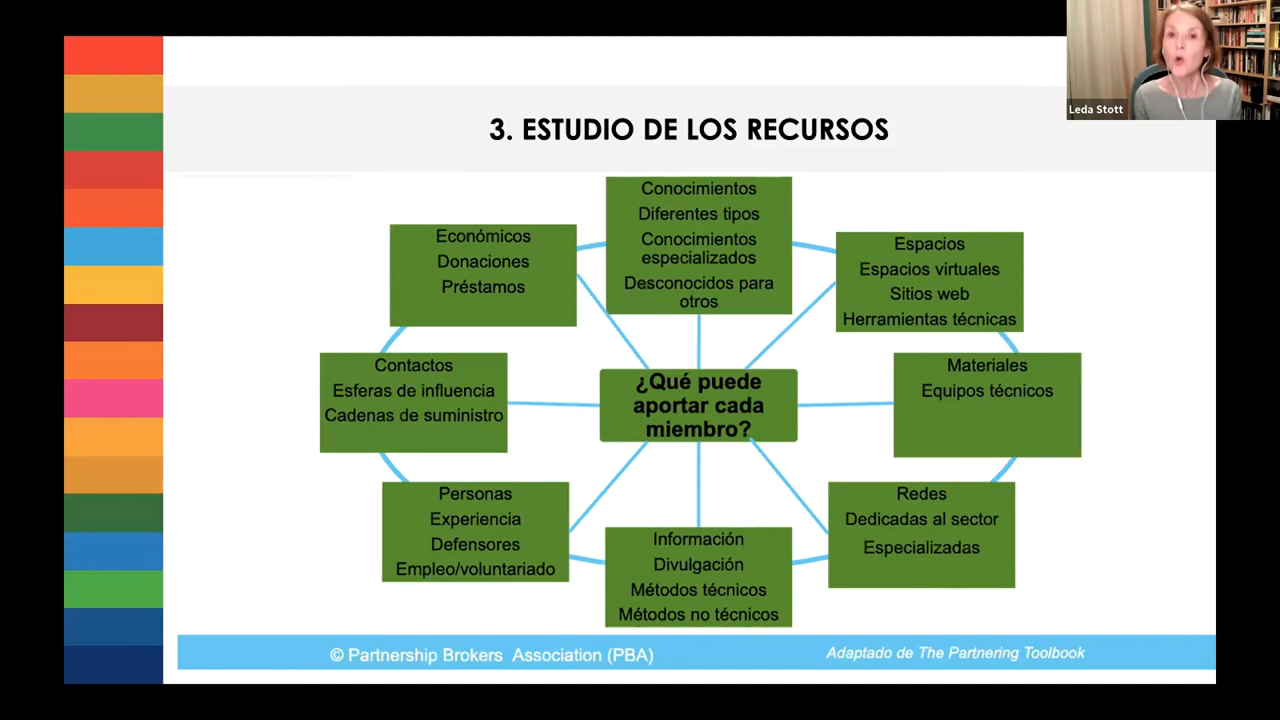 Leda Stott
3. ESTUDIO DE LOS RECURSOS
Conocimientos
Diferentes tipos
Conocimientos
especializados
Desconocidos para
otros
Económicos
Donaciones
Préstamos
Espacios
Espacios virtuales
Sitios web
Herramientas técnicas
Contactos
Esferas de influencia
Cadenas de suministro
¿Qué puede
aportar cada
miembro?
Materiales
Equipos técnicos
Personas
Experiencia
Defensores
Empleo/voluntariado
Información
Divulgación
Métodos técnicos
Métodos no técnicos
Redes
Dedicadas al sector
Especializadas
© Partnership Brokers Association (PBA)
Adaptado de The Partnering Toolbook